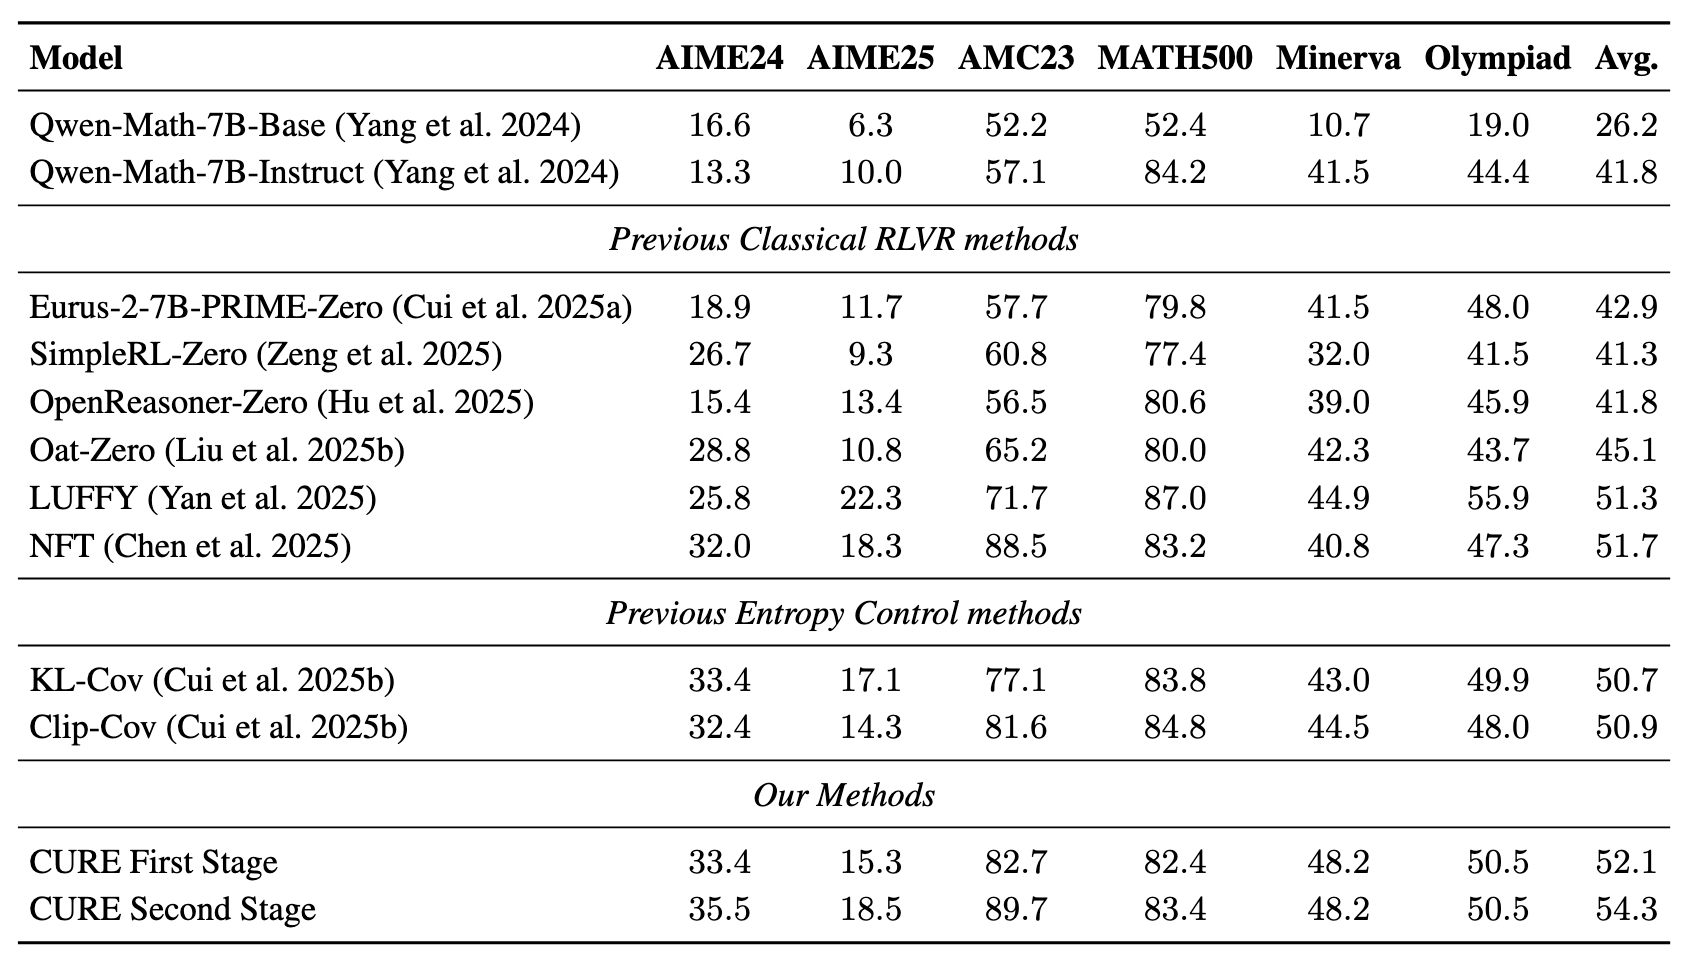 Model AIME24 AIME25 AMC23 MATH500 Minerva Olympiad Avg.
Qwen-Math-7B-Base (Yang et al. 2024) 16.6 6.3 52.2 52.4 10.7 19.0 26.2
Qwen-Math-7B-Instruct (Yang et al. 2024) 13.3 10.0 57.1 84.2 41.5 44.4 41.8
Previous Classical RLVR methods
Eurus-2-7B-PRIME-Zero (Cui et al. 2025a) 18.9 11.7 57.7 79.8 41.5 48.0 42.9
SimpleRL-Zero (Zeng et al. 2025) 26.7 9.3 60.8 77.4 32.0 41.5 41.3
OpenReasoner-Zero (Hu et al. 2025) 15.4 13.4 56.5 80.6 39.0 45.9 41.8
Oat-Zero (Liu et al. 2025b) 28.8 10.8 65.2 80.0 42.3 43.7 45.1
LUFFY (Yan et al. 2025) 25.8 22.3 71.7 87.0 44.9 55.9 51.3
NFT (Chen et al. 2025) 32.0 18.3 88.5 83.2 40.8 47.3 51.7
Previous Entropy Control methods
KL-Cov (Cui et al. 2025b) 33.4 17.1 77.1 83.8 43.0 49.9 50.7
Clip-Cov (Cui et al. 2025b) 32.4 14.3 81.6 84.8 44.5 48.0 50.9
Our Methods
CURE First Stage 33.4 15.3 82.7 82.4 48.2 50.5 52.1
CURE Second Stage 35.5 18.5 89.7 83.4 48.2 50.5 54.3